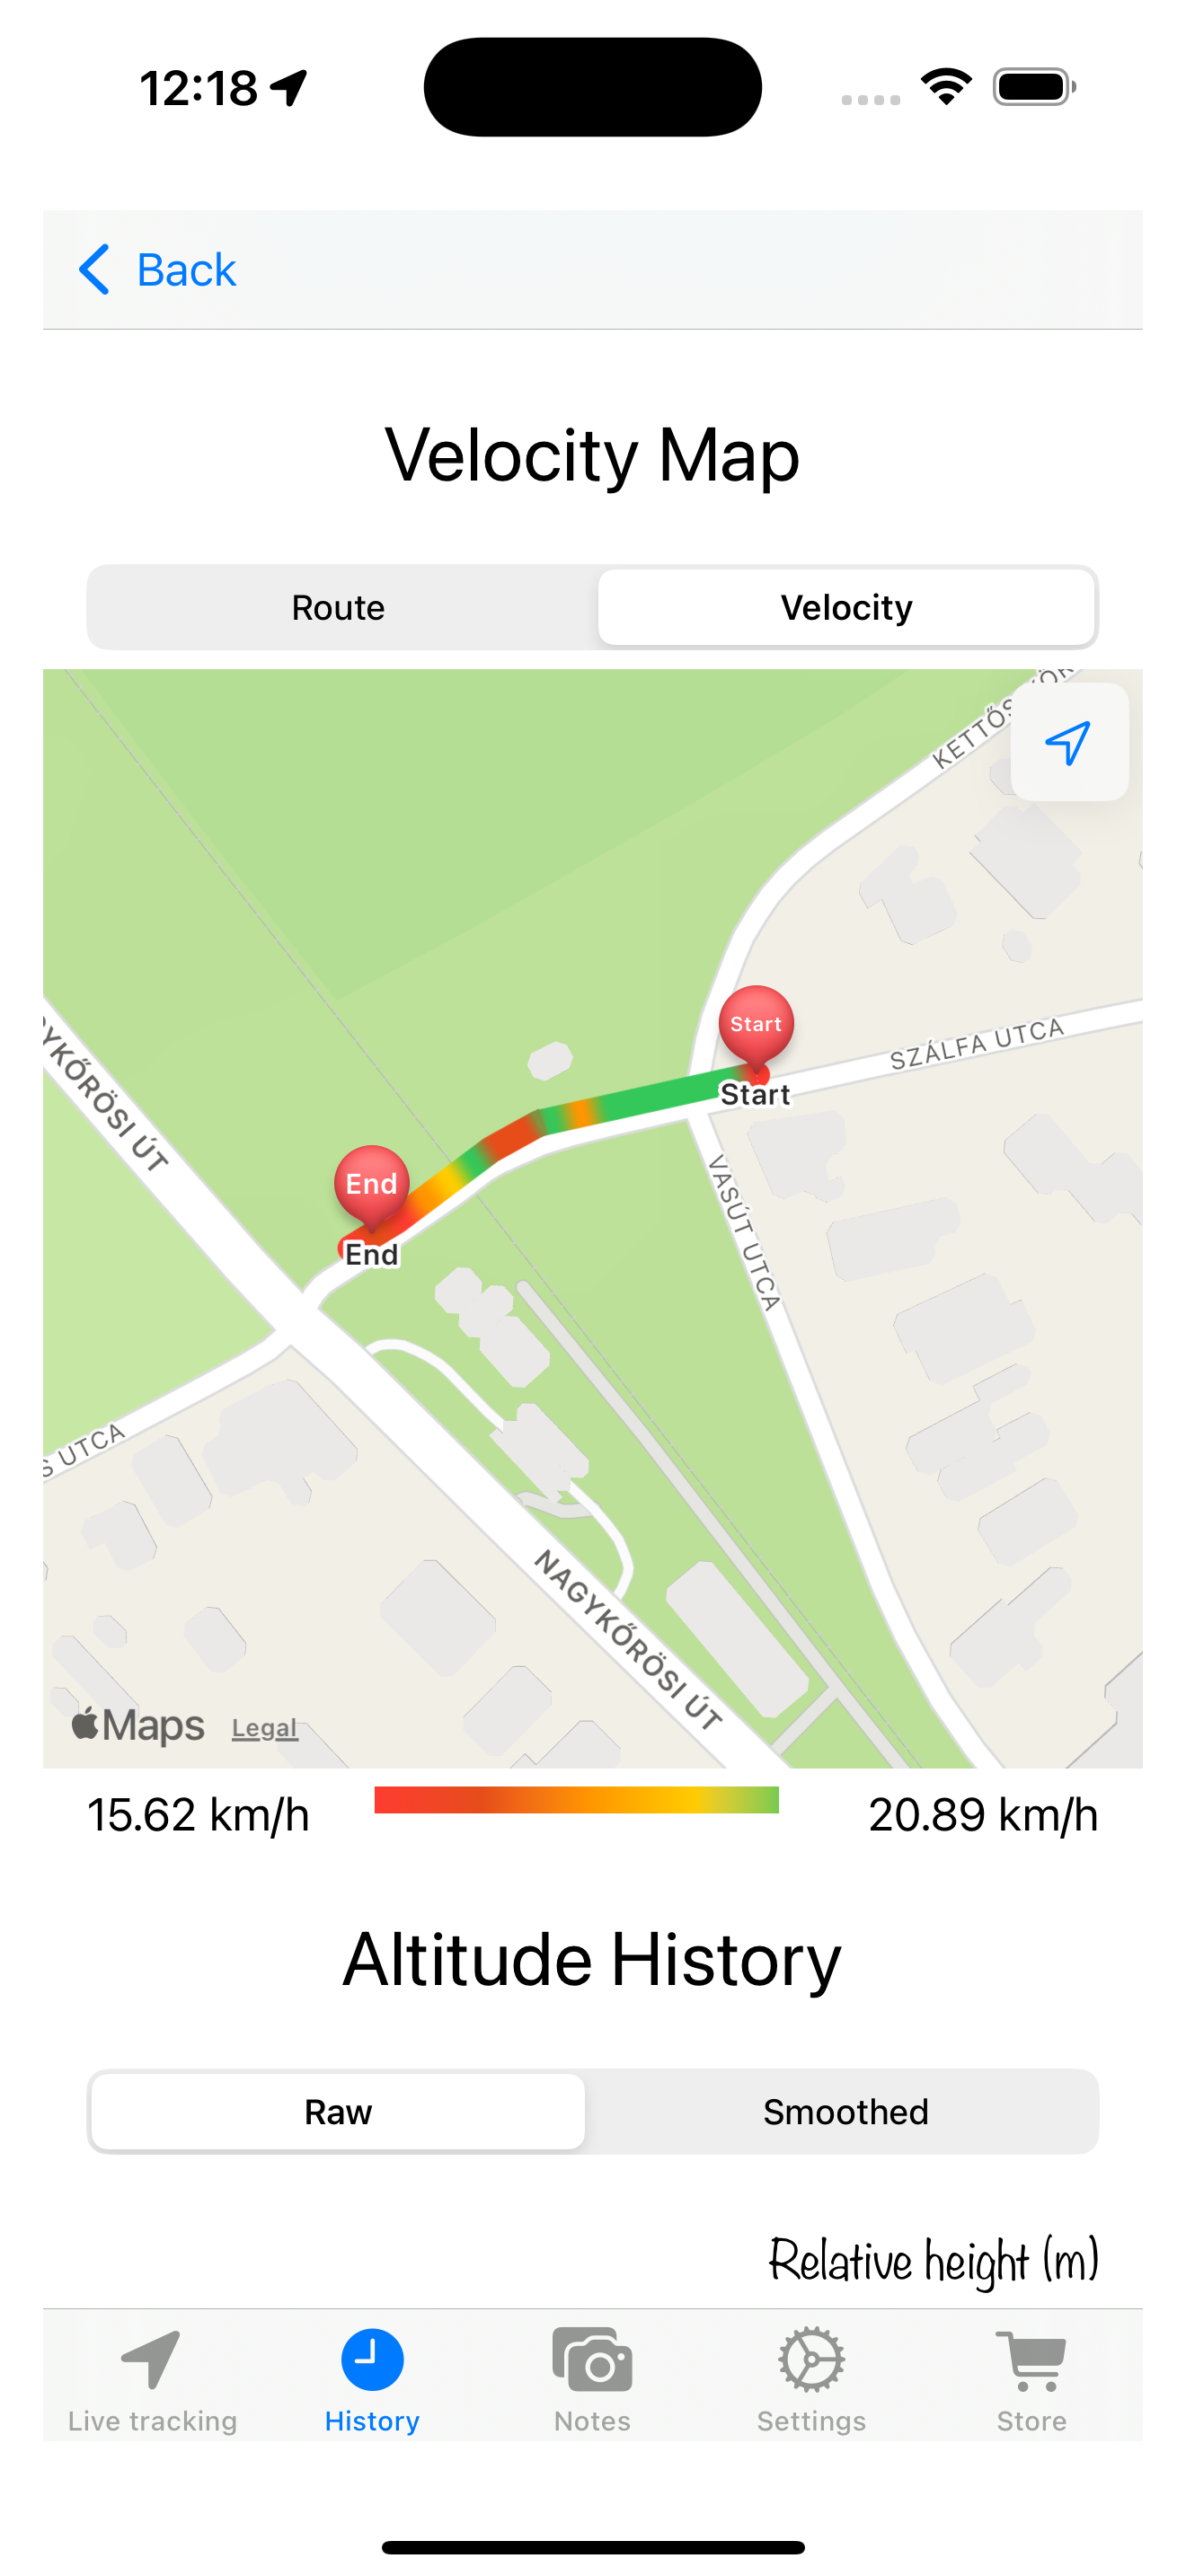 12:18
Back
Velocity Map
Route
Velocity
KETTŐS
Start
SZÁLFA UTCA
Start
YKŐRÖSI ÚT
End
End
VASÚT UTCA
S UTCA
NAGYKŐRÖSI ÚT
Maps Legal
15.62 km/h
20.89 km/h
Altitude History
Raw
Smoothed
Relative height (m)
Live tracking
History
Notes
Settings
Store